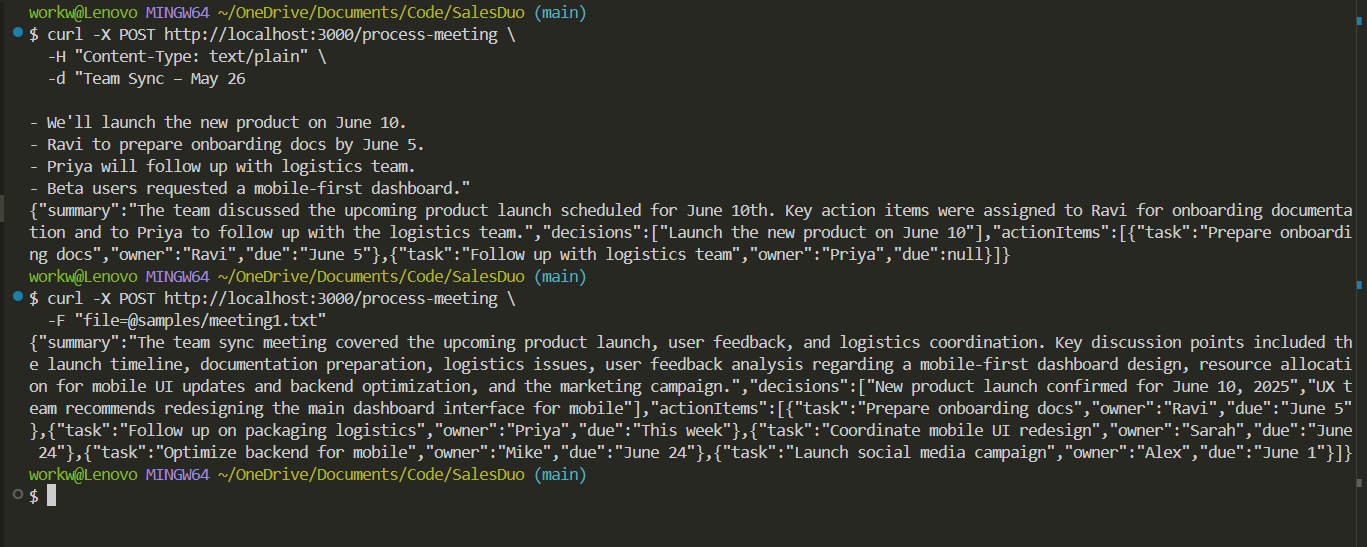 workw@Lenovo MINGW64 ~/OneDrive/Documents/Code/SalesDuo (main)
$ curl -X POST http://localhost:3000/process-meeting \
  -H "Content-Type: text/plain" \
  -d "Team Sync – May 26

- We'll launch the new product on June 10.
- Ravi to prepare onboarding docs by June 5.
- Priya will follow up with logistics team.
- Beta users requested a mobile-first dashboard."
{"summary":"The team discussed the upcoming product launch scheduled for June 10th. Key action items were assigned to Ravi for onboarding documenta
tion and to Priya to follow up with the logistics team.","decisions":["Launch the new product on June 10"],"actionItems":[{"task":"Prepare onboardi
ng docs","owner":"Ravi","due":"June 5"},{"task":"Follow up with logistics team","owner":"Priya","due":null}]}
workw@Lenovo MINGW64 ~/OneDrive/Documents/Code/SalesDuo (main)
$ curl -X POST http://localhost:3000/process-meeting \
  -F "file=@samples/meeting1.txt"
{"summary":"The team sync meeting covered the upcoming product launch, user feedback, and logistics coordination. Key discussion points included th
e launch timeline, documentation preparation, logistics issues, user feedback analysis regarding a mobile-first dashboard design, resource allocati
on for mobile UI updates and backend optimization, and the marketing campaign.","decisions":["New product launch confirmed for June 10, 2025","UX t
eam recommends redesigning the main dashboard interface for mobile"],"actionItems":[{"task":"Prepare onboarding docs","owner":"Ravi","due":"June 5"
},{"task":"Follow up on packaging logistics","owner":"Priya","due":"This week"},{"task":"Coordinate mobile UI redesign","owner":"Sarah","due":"June
 24"},{"task":"Optimize backend for mobile","owner":"Mike","due":"June 24"},{"task":"Launch social media campaign","owner":"Alex","due":"June 1"}]}
workw@Lenovo MINGW64 ~/OneDrive/Documents/Code/SalesDuo (main)
$